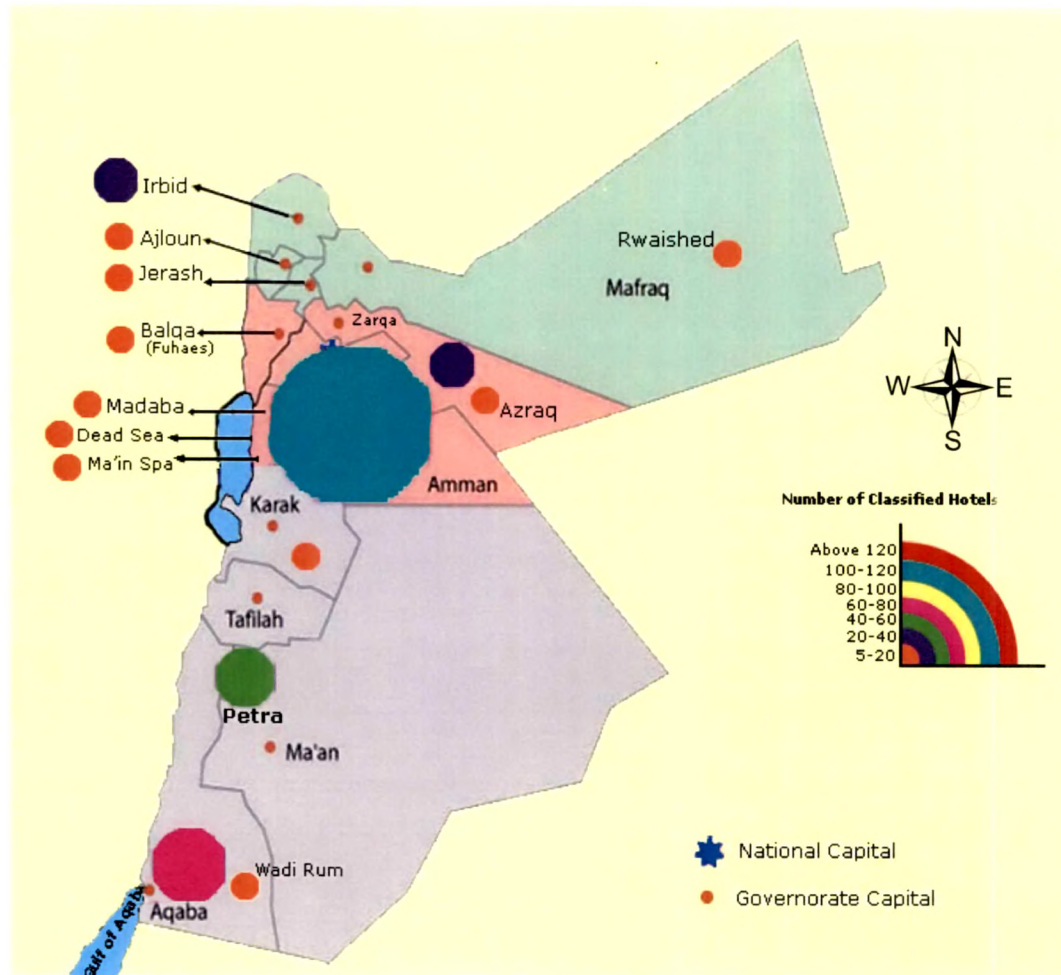 Irbid
Ajloun
Jerash
Balqa
(Fuhaes)
Madaba
Dead Sea
Ma'in Spa
Zarqa
Rwaished
Mafraq
Azraq
Amman
Karak
Tafilah
Petra
Ma'an
Wadi Rum
Aqaba
Gulf of Aqaba
N
W
E
S
Number of Classified Hotels
Above 120
100-120
80-100
60-80
40-60
20-40
5-20
National Capital
Governorate Capital